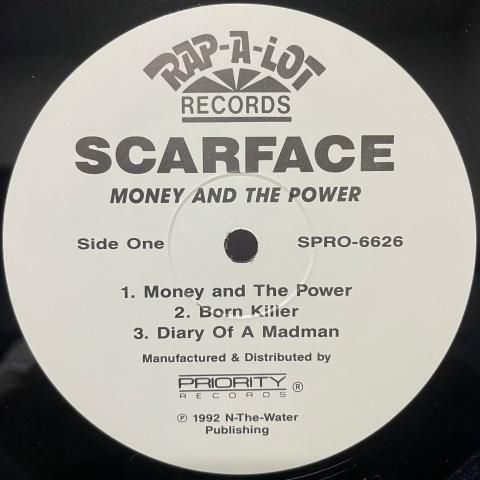 RAP-A-LOT
RECORDS
SCARFACE
MONEY AND THE POWER
Side One
SPRO-6626
1. Money and The Power
2. Born Killer
3. Diary Of A Madman
Manufactured & Distributed by
PRIORITY
RECORDS ®
℗ 1992 N-The-Water
Publishing